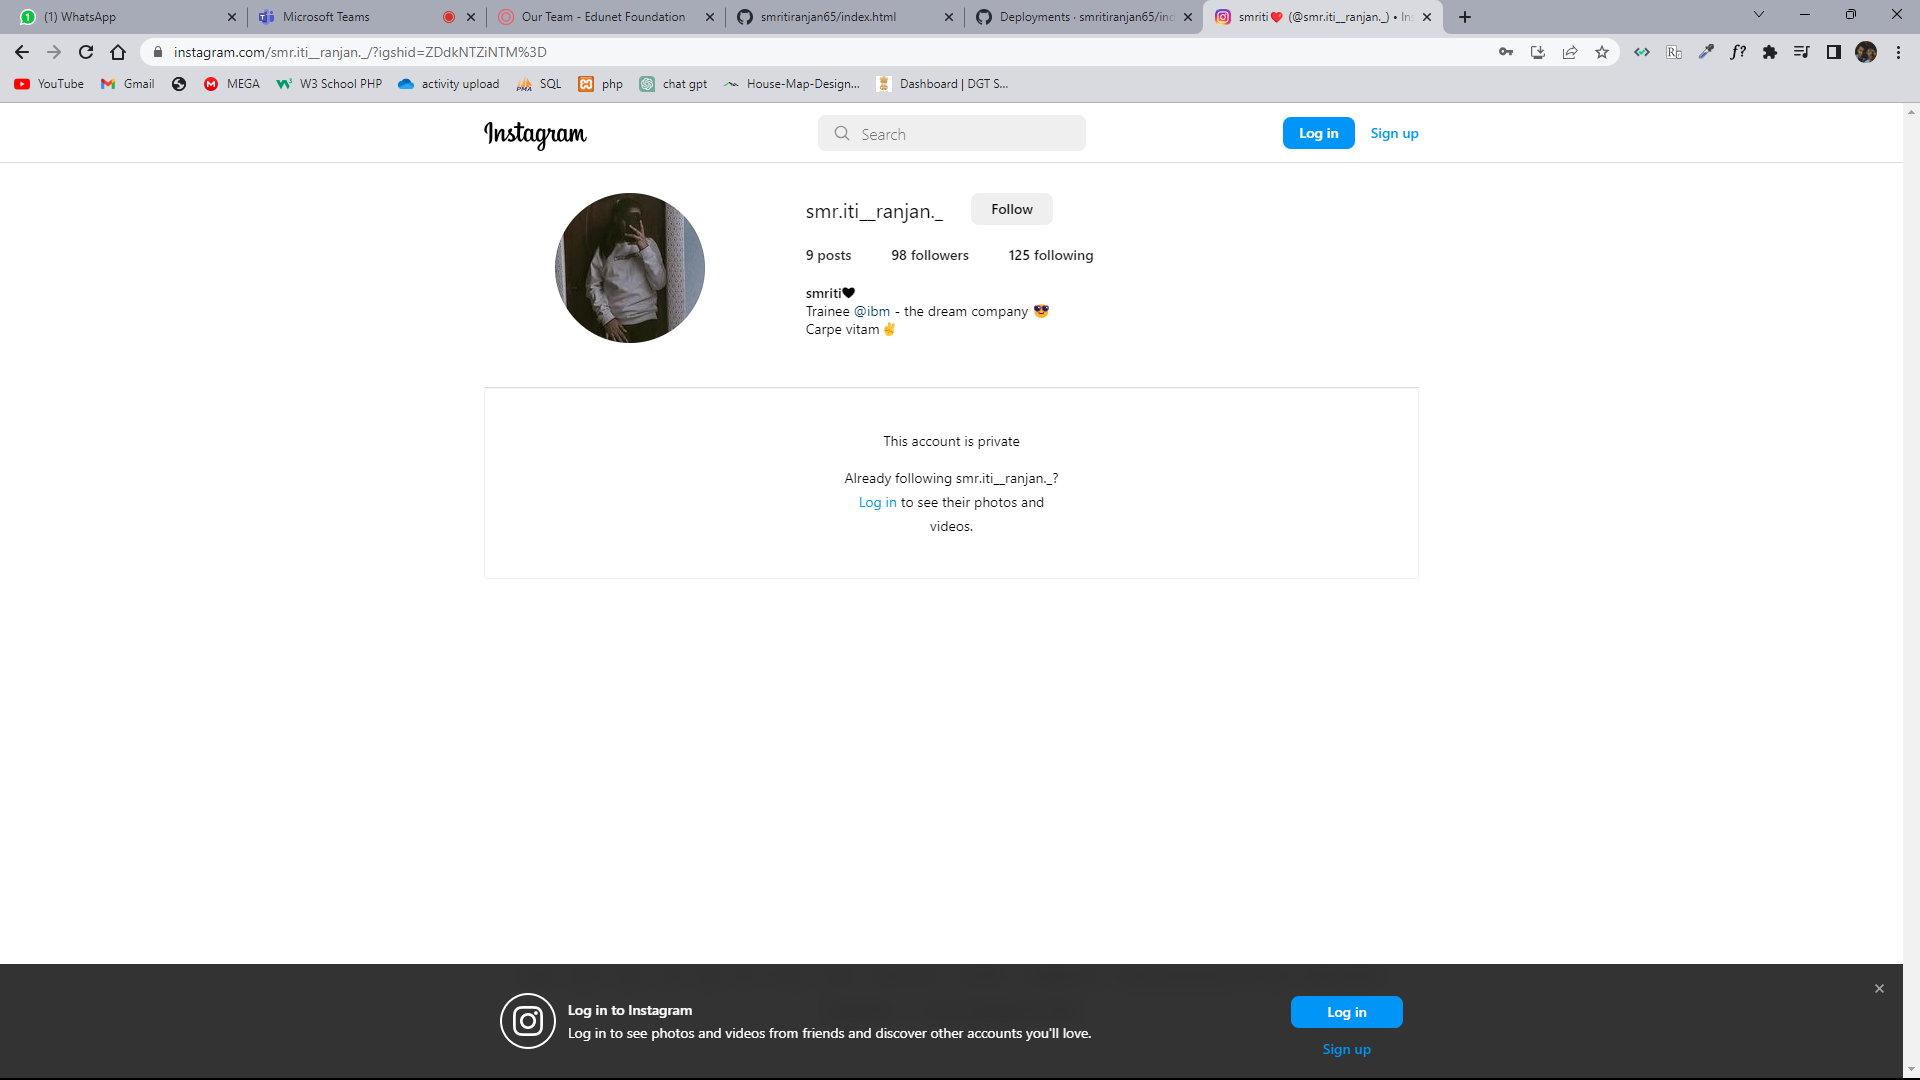 (1) WhatsApp
Microsoft Teams
Our Team - Edunet Foundation
smritiranjan65/index.html
Deployments · smritiranjan65/ind
smriti❤️ (@smr.iti__ranjan._) • In
instagram.com/smr.iti__ranjan._/?igshid=ZDdkNTZiNTM%3D
YouTube
Gmail
MEGA
W3 School PHP
activity upload
SQL
php
chat gpt
House-Map-Design...
Dashboard | DGT S...
Instagram
Search
Log in
Sign up
smr.iti__ranjan._
Follow
9 posts
98 followers
125 following
smriti🖤
Trainee @ibm - the dream company 😎
Carpe vitam✌️
This account is private
Already following smr.iti__ranjan._?
Log in to see their photos and
videos.
Log in to Instagram
Log in to see photos and videos from friends and discover other accounts you'll love.
Log in
Sign up